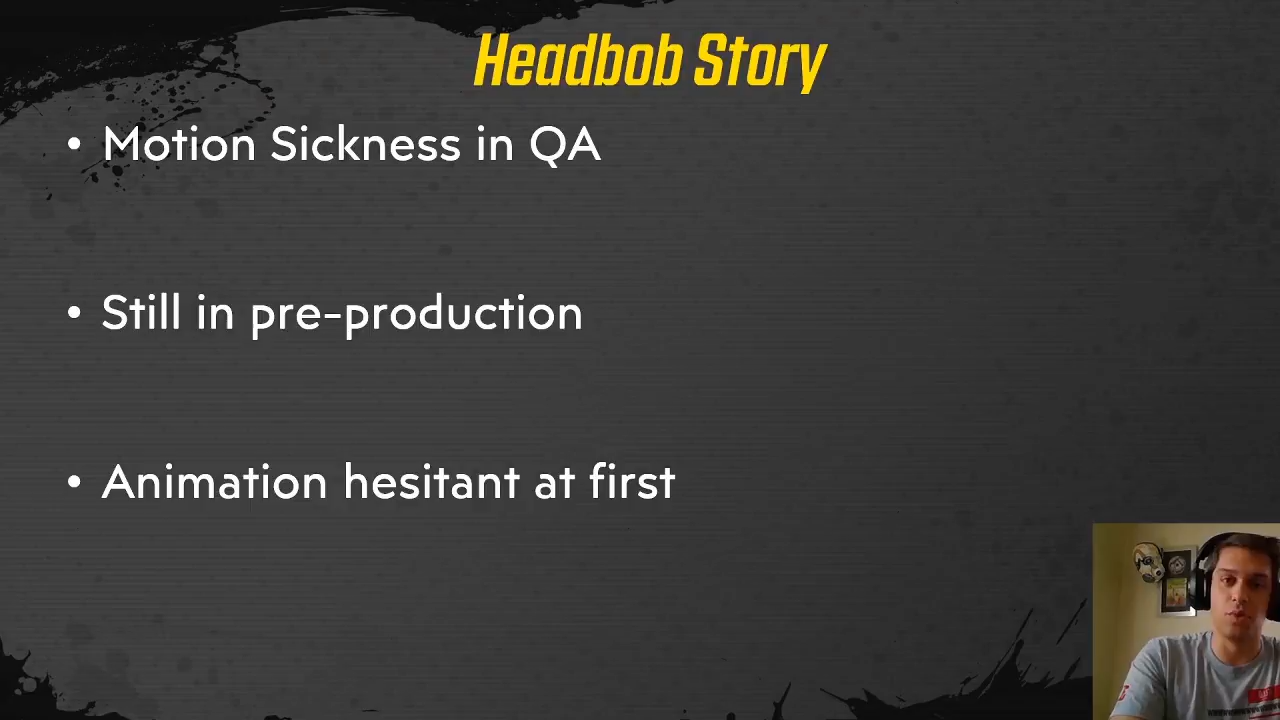 Headbob Story
• Motion Sickness in QA
• Still in pre-production
• Animation hesitant at first